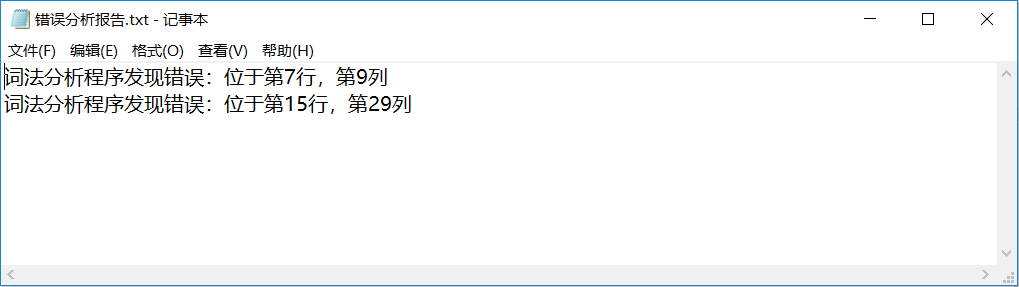 错误分析报告.txt - 记事本
文件(F) 编辑(E) 格式(O) 查看(V) 帮助(H)
词法分析程序发现错误：位于第7行，第9列
词法分析程序发现错误：位于第15行，第29列